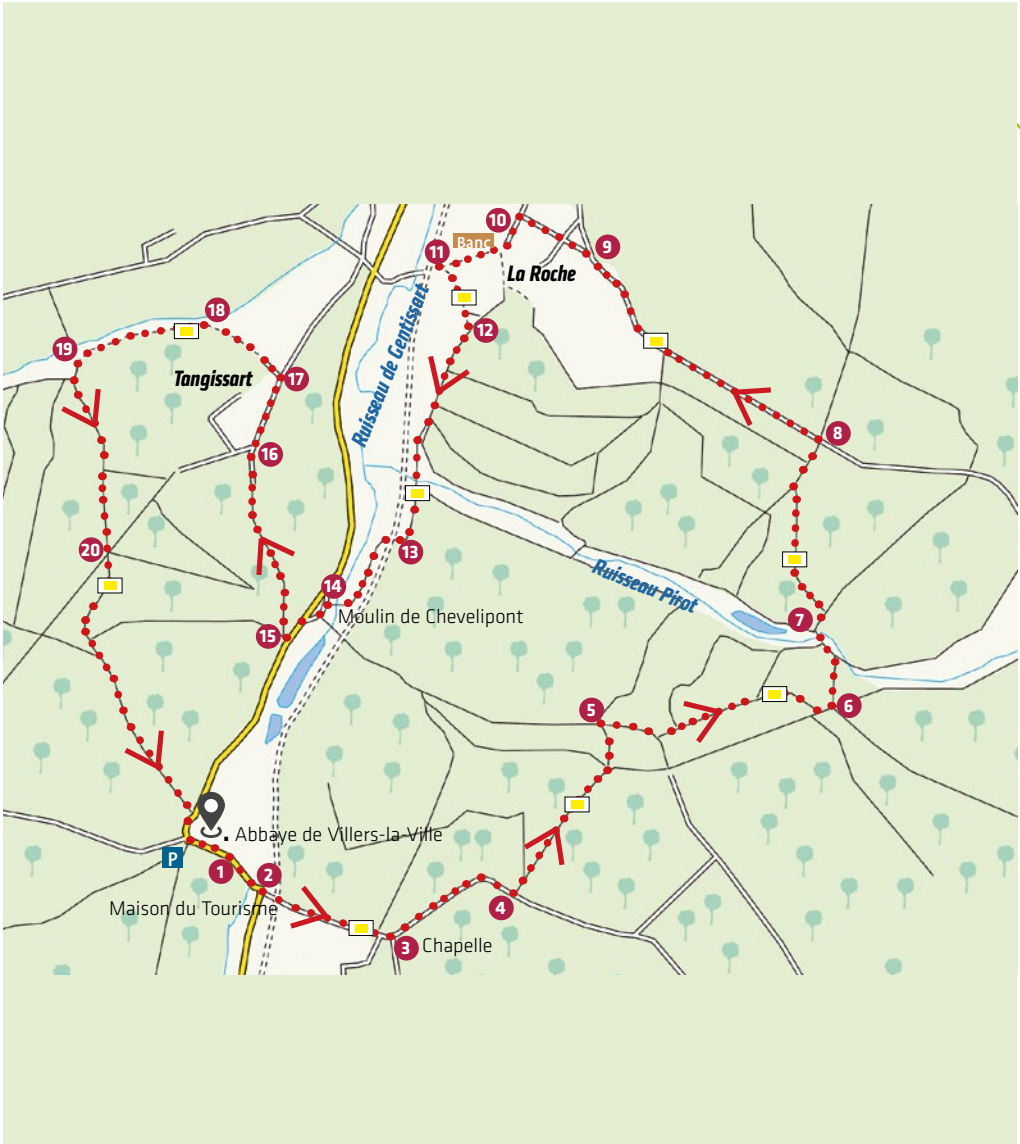 10
11
Banc
9
La Roche
12
18
19
Tangissart
17
Ruisseau de Gentissart
16
8
20
13
14
Moulin de Chevelipont
15
Ruisseau Pirot
7
5
6
. Abbaye de Villers-la-Ville
P
1
2
Maison du Tourisme
4
3 Chapelle